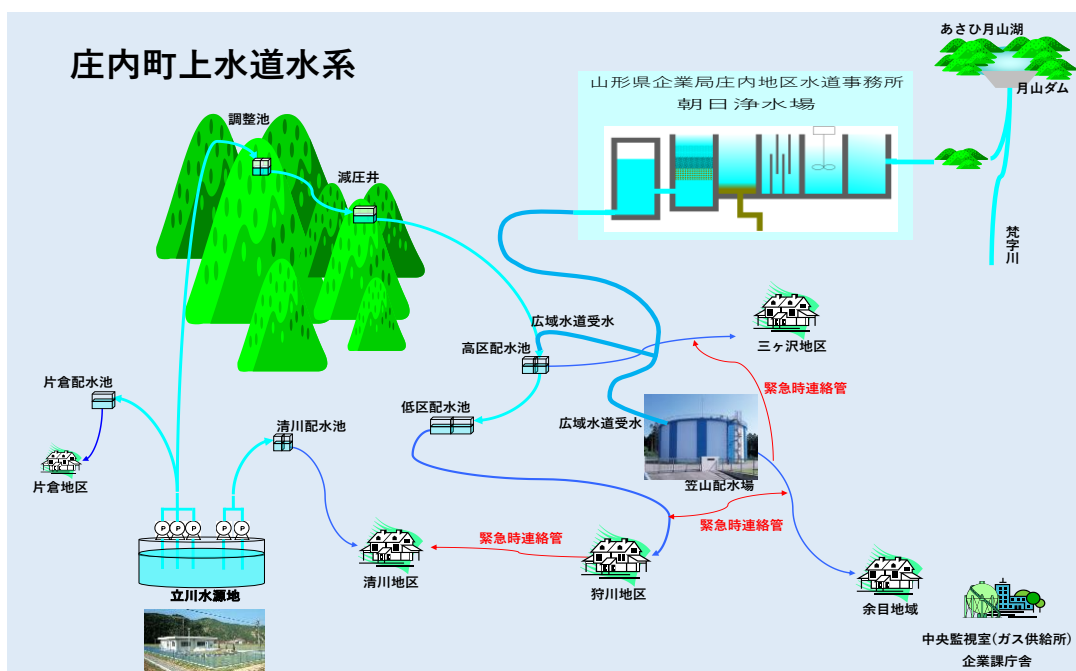 庄内町上水道水系
あさひ月山湖
月山ダム
山形県企業局庄内地区水道事務所
朝日浄水場
梵字川
調整池
減圧井
広域水道受水
高区配水池
三ヶ沢地区
緊急時連絡管
片倉配水池
低区配水池
広域水道受水
清川配水池
片倉地区
笠山配水場
緊急時連絡管
P P P P P
緊急時連絡管
清川地区
狩川地区
立川水源地
余目地域
中央監視室(ガス供給所)
企業課庁舎